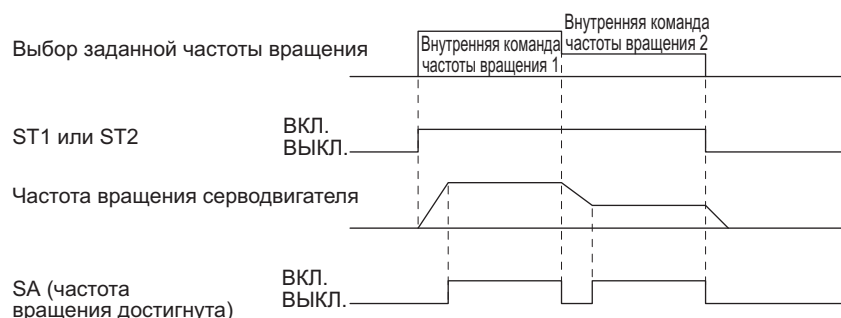 Выбор заданной частоты вращения
Внутренняя команда
частоты вращения 1
Внутренняя команда
частоты вращения 2
ST1 или ST2
ВКЛ.
ВЫКЛ.
Частота вращения серводвигателя
SA (частота
вращения достигнута)
ВКЛ.
ВЫКЛ.